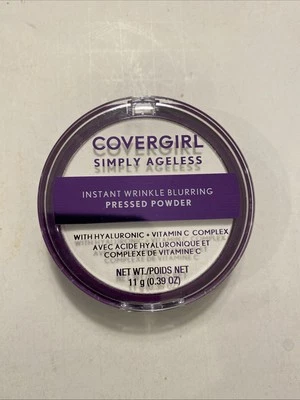 COVERGIRL
SIMPLY AGELESS
INSTANT WRINKLE BLURRING
PRESSED POWDER
WITH HYALURONIC + VITAMIN C COMPLEX
AVEC ACIDE HYALURONIQUE ET
COMPLEXE DE VITAMINE C
NET WT./POIDS NET
11 g (0.39 OZ)